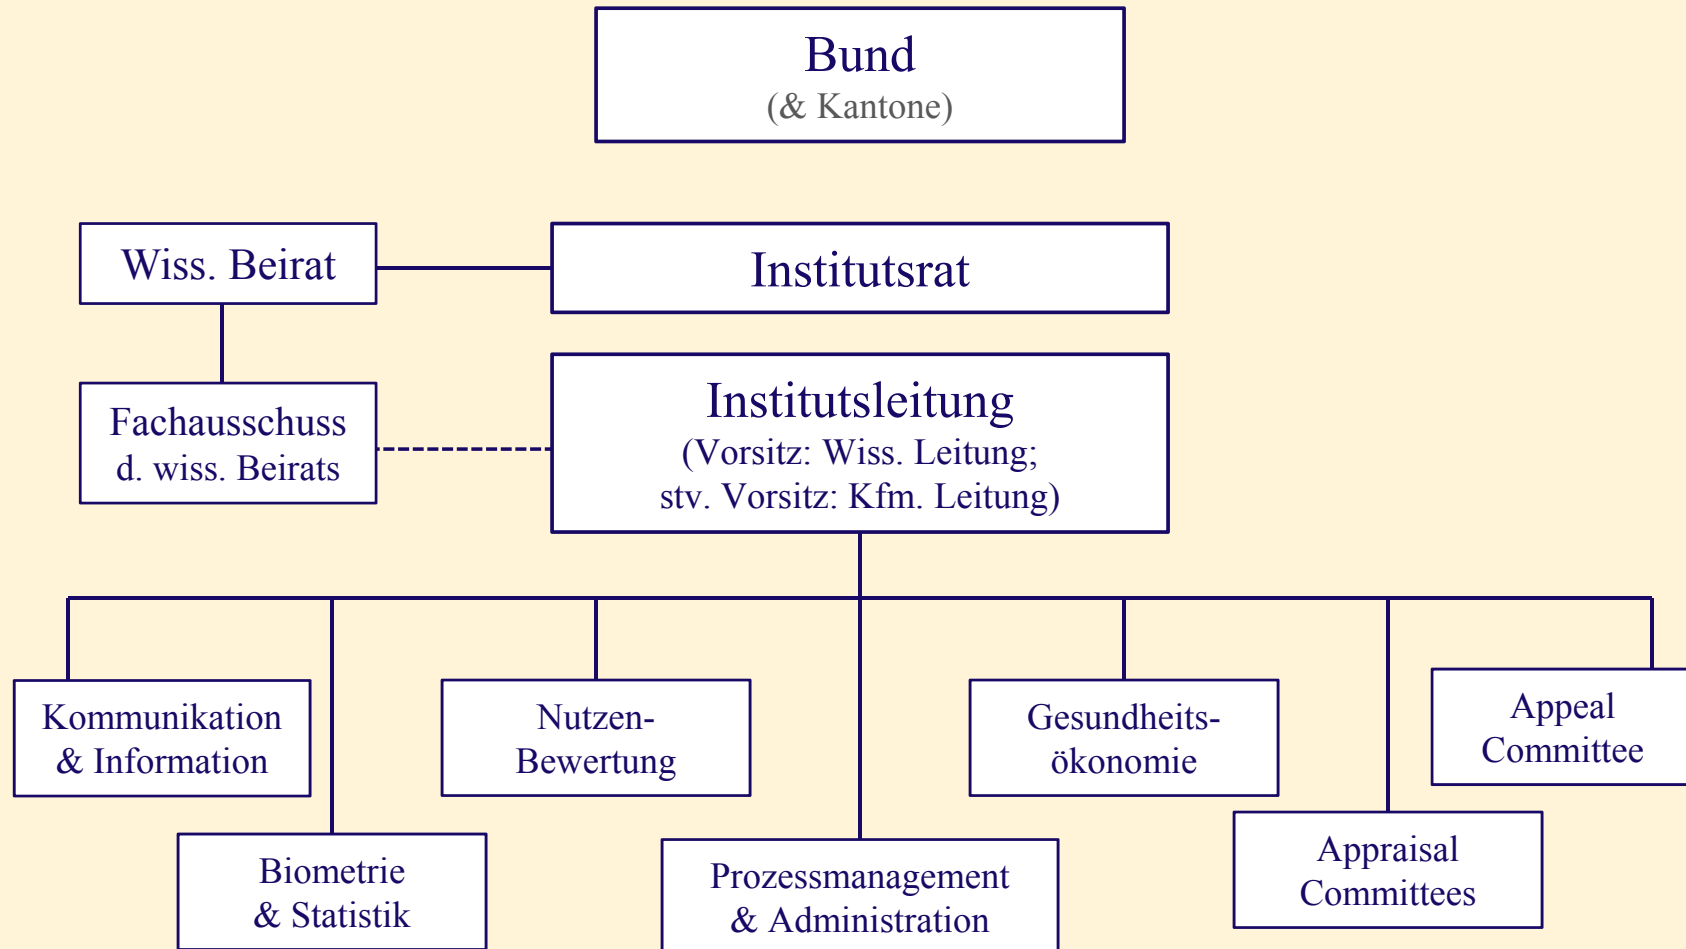 Bund
(& Kantone)
Wiss. Beirat
Institutsrat
Fachausschuss
d. wiss. Beirats
Institutsleitung
(Vorsitz: Wiss. Leitung;
stv. Vorsitz: Kfm. Leitung)
Kommunikation
& Information
Nutzen-
Bewertung
Gesundheits-
ökonomie
Appeal
Committee
Biometrie
& Statistik
Prozessmanagement
& Administration
Appraisal
Committees